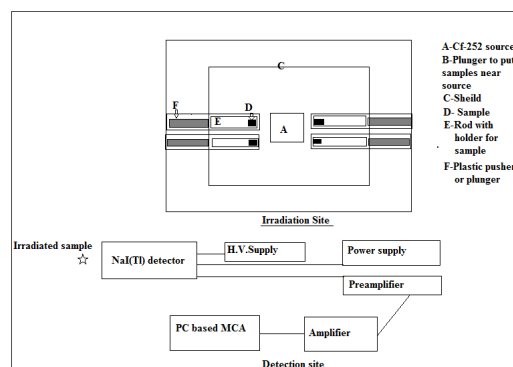 C
A-Cf-252 source
B-Plunger to put
samples near
source
C-Sheild
D- Sample
E-Rod with
holder for
sample
F-Plastic pusher
or plunger
F
D
E
A
Irradiation Site
Irradiated sample
NaI(Tl) detector
H.V.Supply
Power supply
Preamplifier
PC based MCA
Amplifier
Detection site